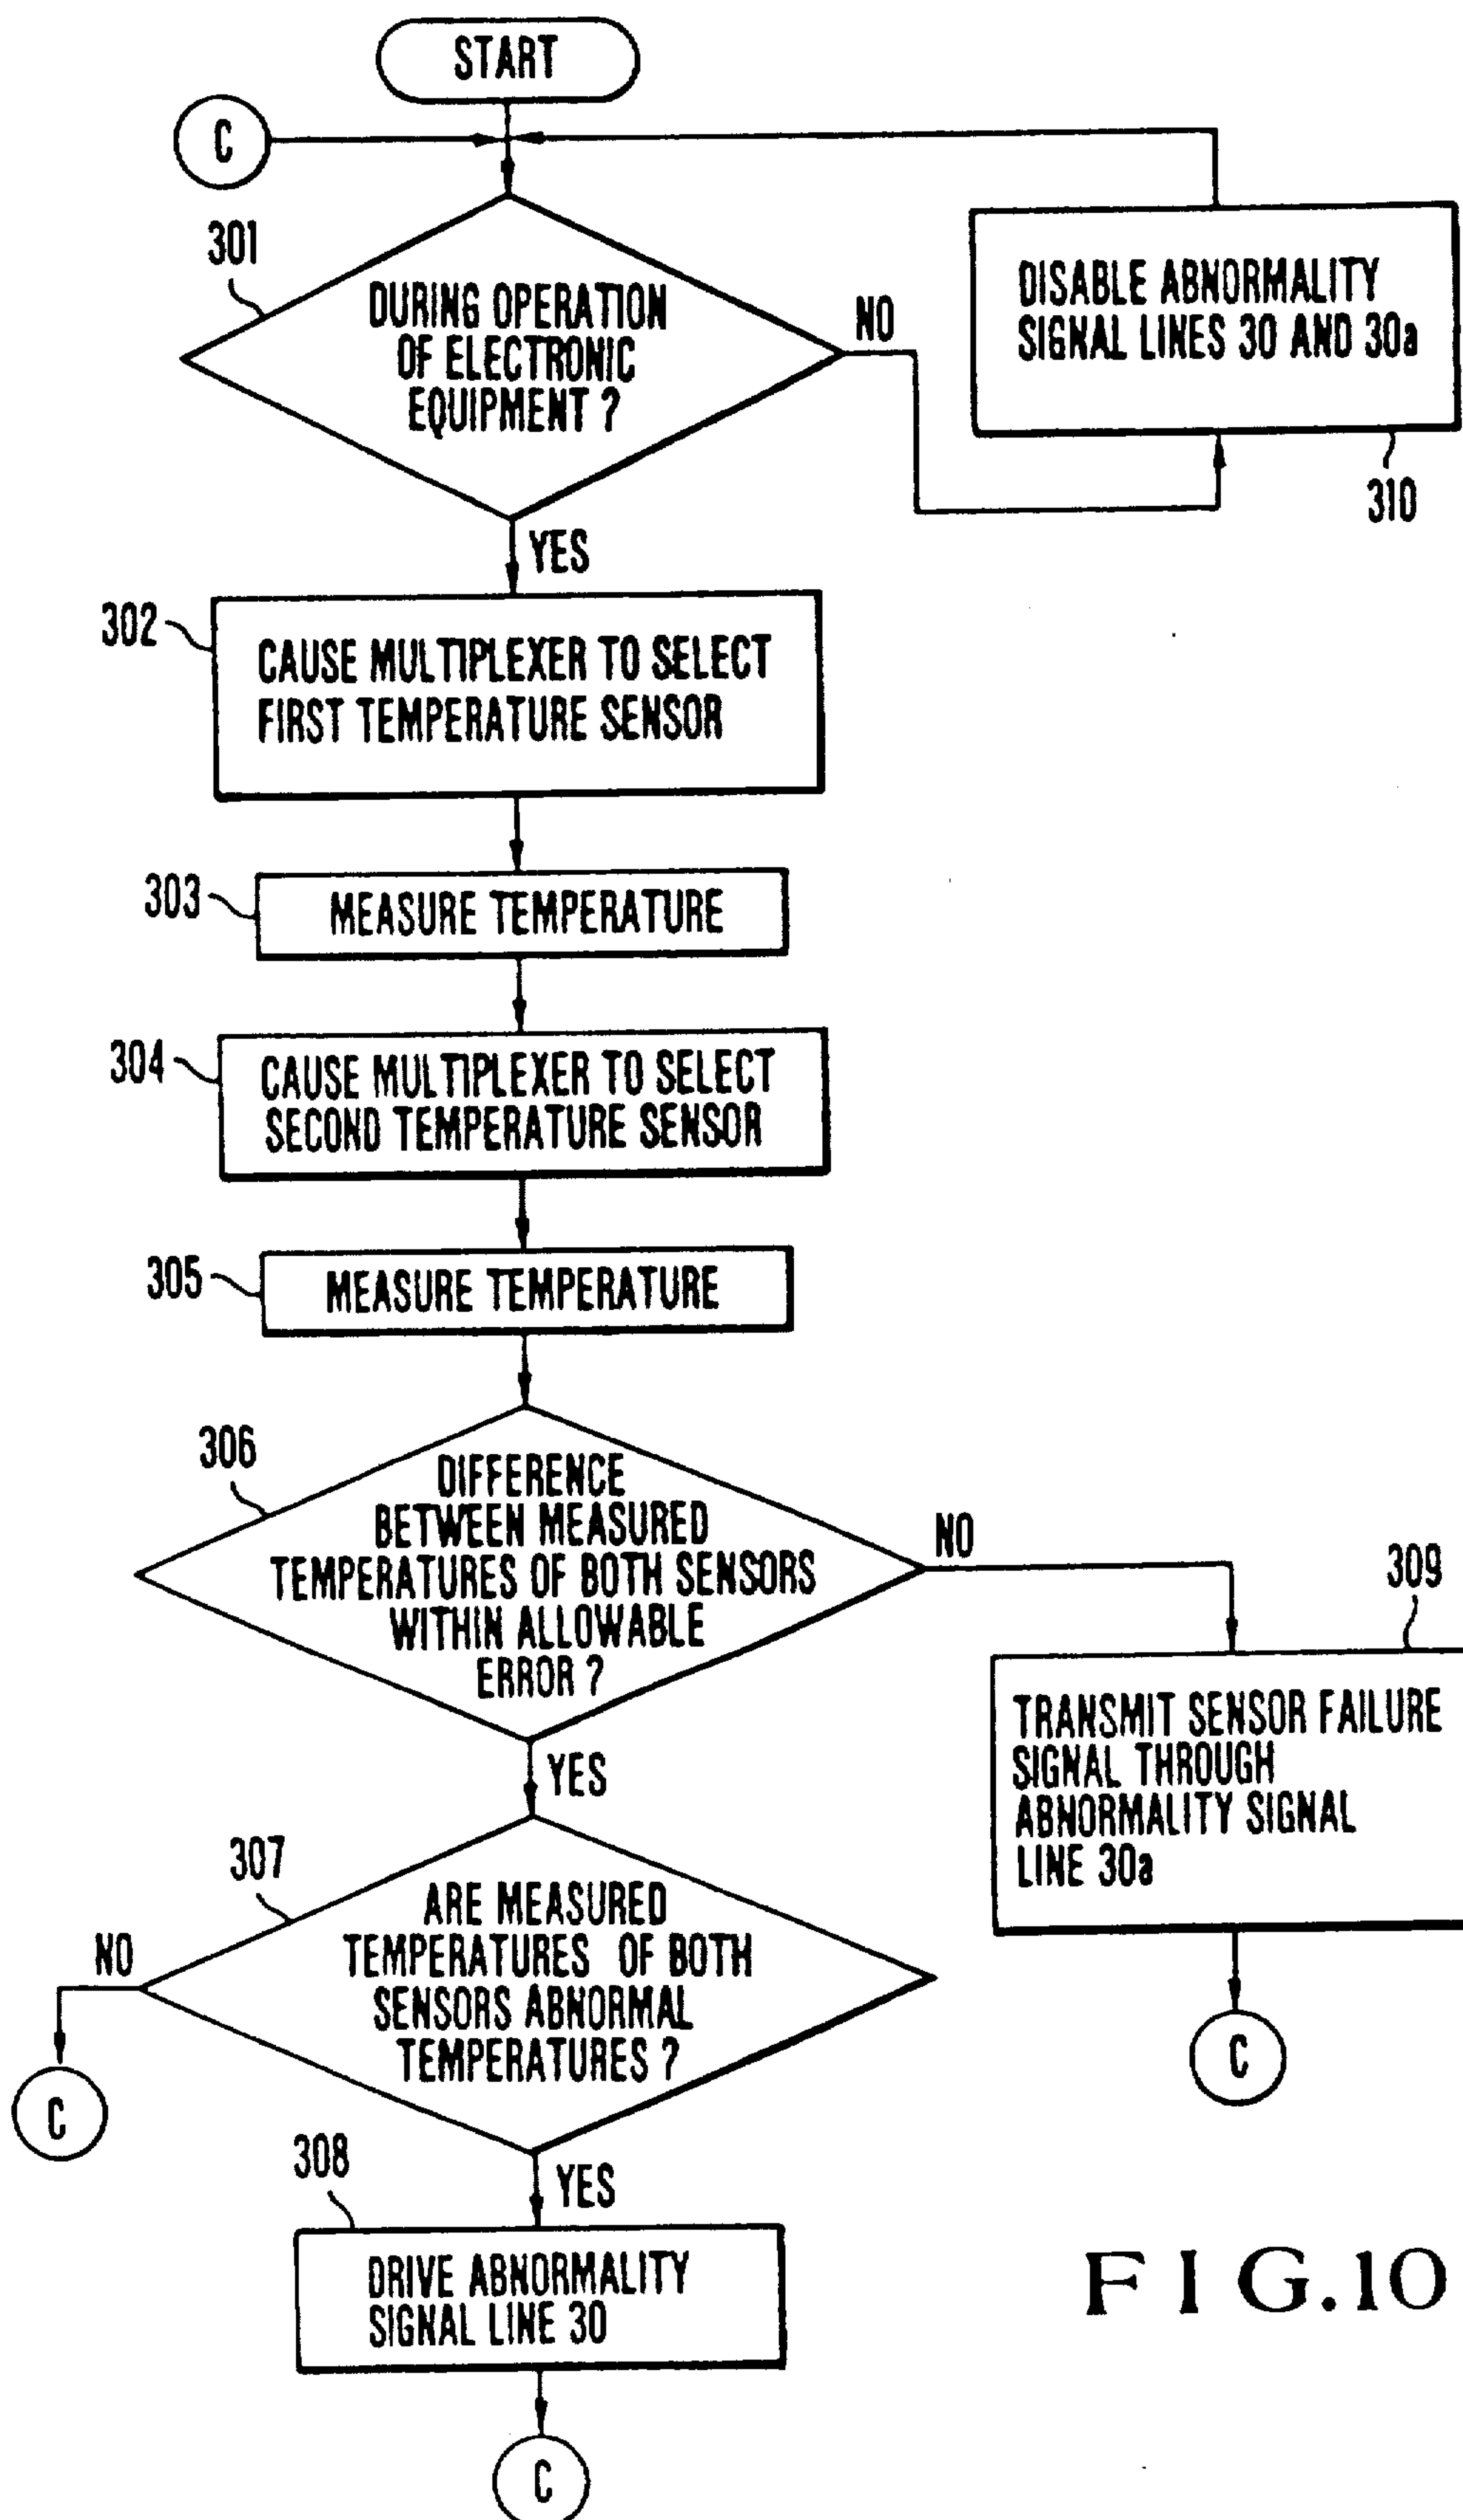 START
C
301
DURING OPERATION
OF ELECTRONIC
EQUIPMENT ?
NO
DISABLE ABNORMALITY
SIGNAL LINES 30 AND 30a
310
YES
302
CAUSE MULTIPLEXER TO SELECT
FIRST TEMPERATURE SENSOR
303
MEASURE TEMPERATURE
304
CAUSE MULTIPLEXER TO SELECT
SECOND TEMPERATURE SENSOR
305
MEASURE TEMPERATURE
306
DIFFERENCE
BETWEEN MEASURED
TEMPERATURES OF BOTH SENSORS
WITHIN ALLOWABLE
ERROR ?
NO
309
TRANSMIT SENSOR FAILURE
SIGNAL THROUGH
ABNORMALITY SIGNAL
LINE 30a
C
YES
307
ARE MEASURED
TEMPERATURES OF BOTH
SENSORS ABNORMAL
TEMPERATURES ?
NO
C
YES
308
DRIVE ABNORMALITY
SIGNAL LINE 30
C
FIG.10